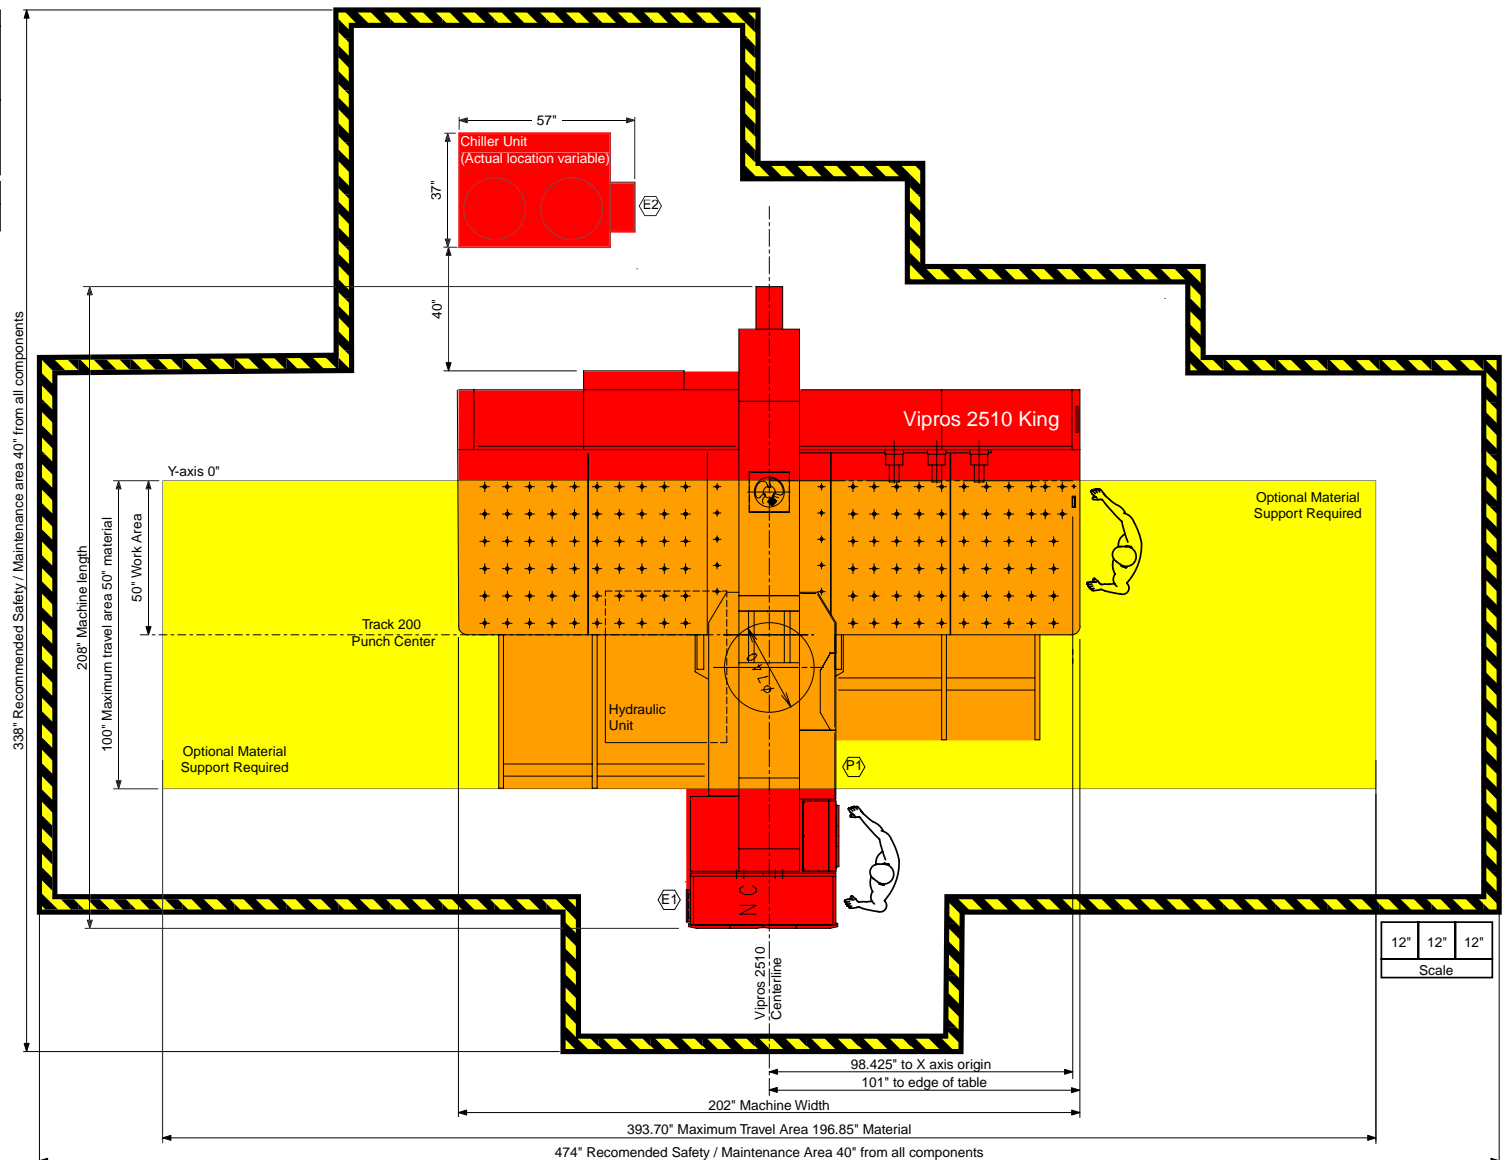 57"
Chiller Unit
(Actual location variable)
37"
E2
40"
338" Recommended Safety / Maintenance area 40" from all components
208" Machine length
100" Maximum travel area 50" material
50" Work Area
Y-axis 0"
Vipros 2510 King
Optional Material
Support Required
Track 200
Punch Center
Φ1740
Hydraulic
Unit
Optional Material
Support Required
P1
E1
NC
Vipros 2510
Centerline
12" 12" 12"
Scale
98.425" to X axis origin
101" to edge of table
202" Machine Width
393.70" Maximum Travel Area 196.85" Material
474" Recomended Safety / Maintenance Area 40" from all components